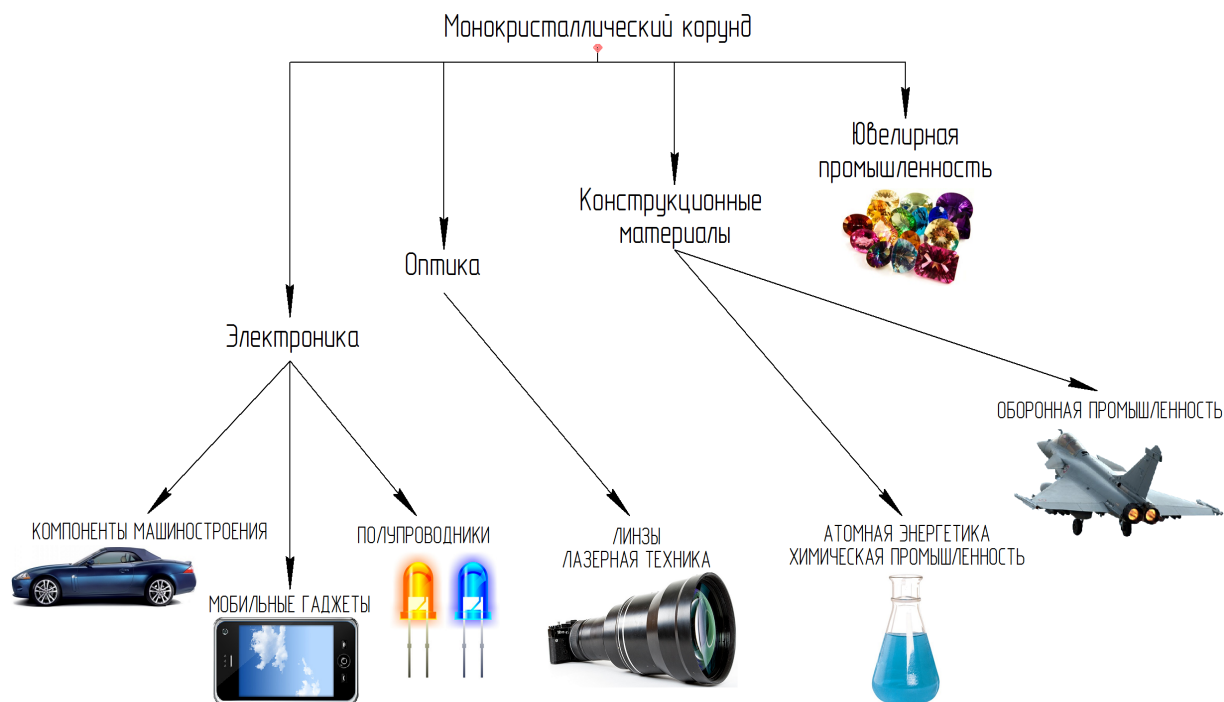 Монокристаллический корунд
Ювелирная
промышленность
Конструкционные
материалы
Оптика
Электроника
ОБОРОННАЯ ПРОМЫШЛЕННОСТЬ
КОМПОНЕНТЫ МАШИНОСТРОЕНИЯ
МОБИЛЬНЫЕ ГАДЖЕТЫ
ПОЛУПРОВОДНИКИ
ЛИНЗЫ
ЛАЗЕРНАЯ ТЕХНИКА
АТОМНАЯ ЭНЕРГЕТИКА
ХИМИЧЕСКАЯ ПРОМЫШЛЕННОСТЬ